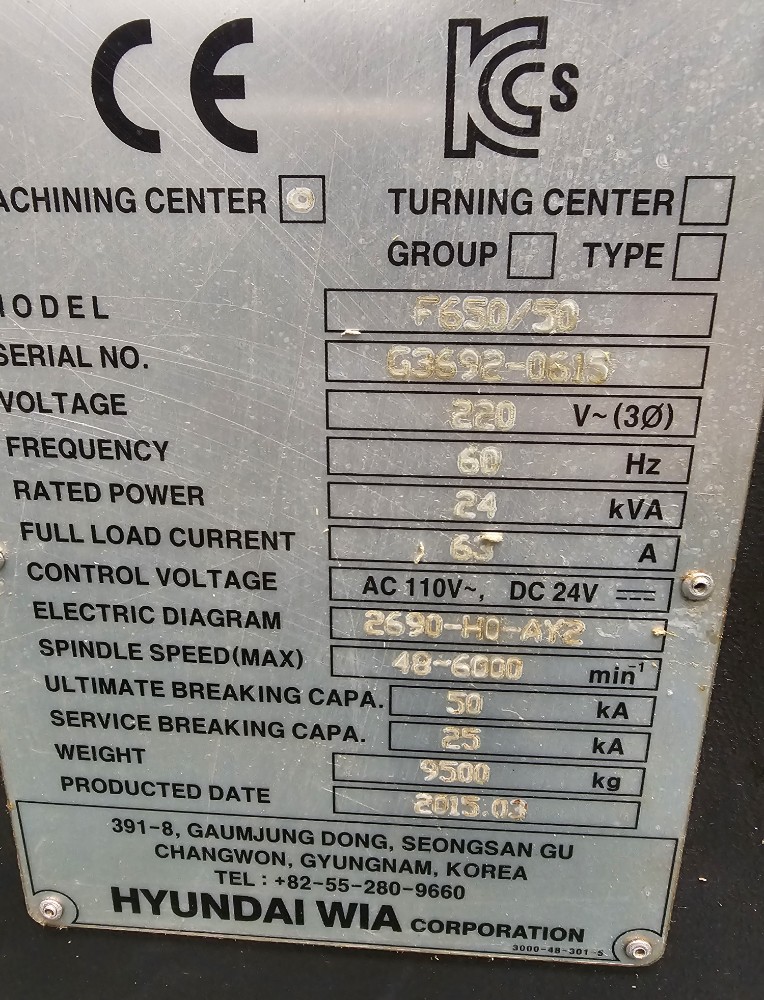 CE KCs
ACHINING CENTER TURNING CENTER
GROUP TYPE
ODEL F650/50
SERIAL NO. G3692-0615
VOLTAGE 220 V~(3Ø)
FREQUENCY 60 Hz
RATED POWER 24 kVA
FULL LOAD CURRENT 63 A
CONTROL VOLTAGE AC 110V~, DC 24V
ELECTRIC DIAGRAM 2690-H0-AYZ
SPINDLE SPEED(MAX) 48~6000 min⁻¹
ULTIMATE BREAKING CAPA. 50 kA
SERVICE BREAKING CAPA. 25 kA
WEIGHT 9500 kg
PRODUCTED DATE 2015.03
391-8, GAUMJUNG DONG, SEONGSAN GU
CHANGWON, GYUNGNAM, KOREA
TEL : +82-55-280-9660
HYUNDAI WIA CORPORATION
3000-48-301-5